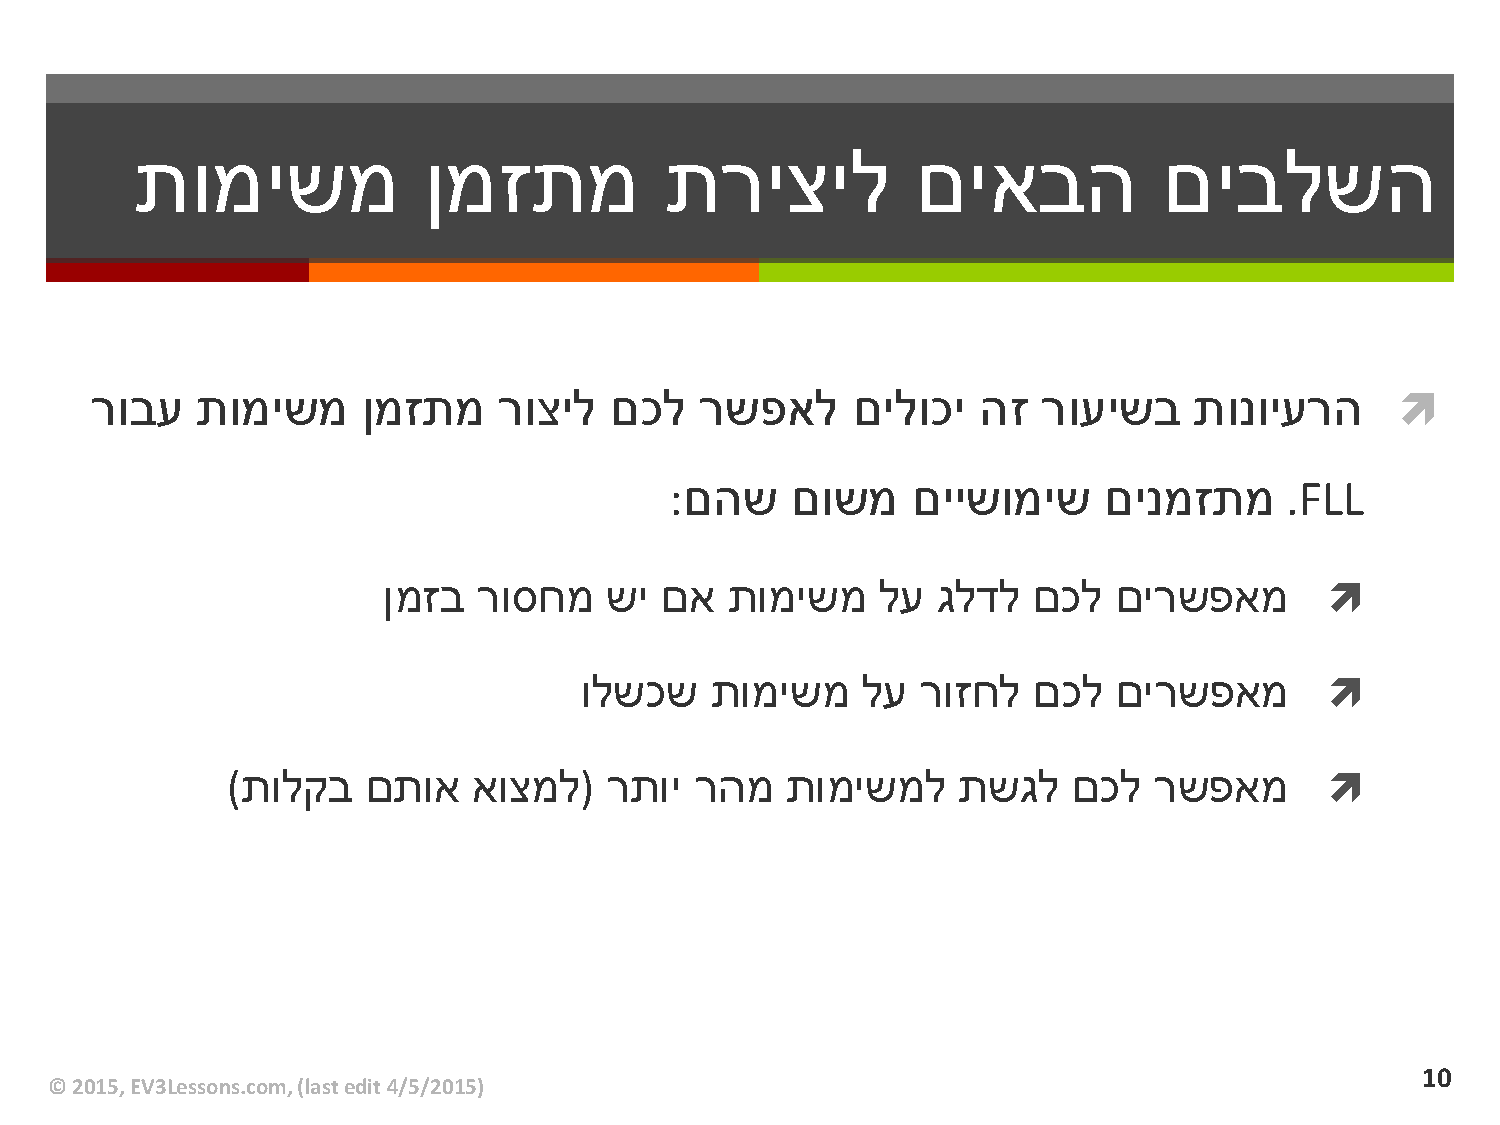 השלבים הבאים ליצירת מתזמן משימות
הרעיונות בשיעור זה יכולים לאפשר לכם ליצור מתזמן משימות עבור
FLL. מתזמנים שימושיים משום שהם:
מאפשרים לכם לדלג על משימות אם יש מחסור בזמן
מאפשרים לכם לחזור על משימות שכשלו
מאפשר לכם לגשת למשימות מהר יותר (למצוא אותם בקלות)
© 2015, EV3Lessons.com, (last edit 4/5/2015)
10